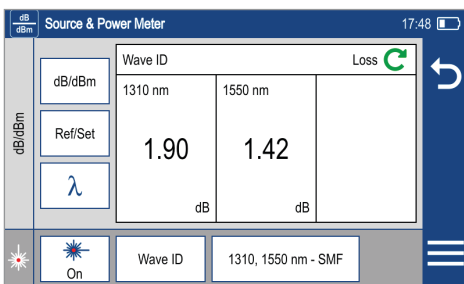 dB
dBm
Source & Power Meter
17:48
dB/dBm
dB/dBm
Ref/Set
λ
Wave ID
Loss
1310 nm
1550 nm
1.90
1.42
dB
dB
On
Wave ID
1310, 1550 nm - SMF